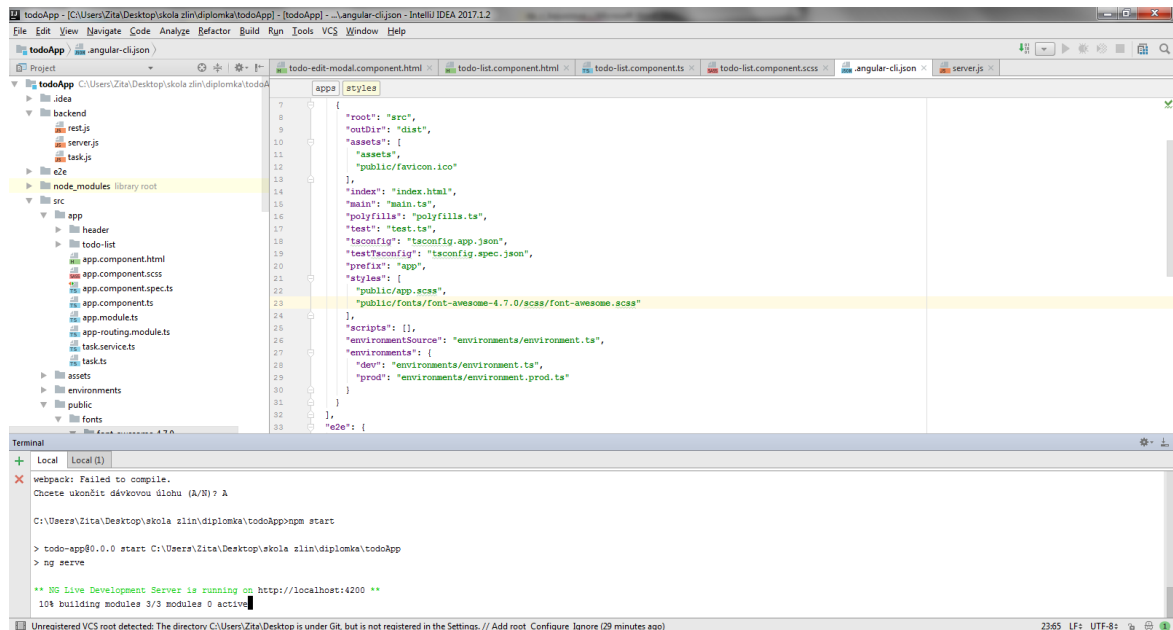 todoApp - [C:\Users\Zita\Desktop\skola zlin\diplomka\todoApp] - [todoApp] - ...\.angular-cli.json - IntelliJ IDEA 2017.1.2
File Edit View Navigate Code Analyze Refactor Build Run Tools VCS Window Help
todoApp .angular-cli.json
Project
todo-edit-modal.component.html todo-list.component.html todo-list.component.ts todo-list.component.scss .angular-cli.json server.js
todoApp C:\Users\Zita\Desktop\skola zlin\diplomka\todoA
.idea
backend
rest.js
server.js
task.js
e2e
node_modules library root
src
app
header
todo-list
app.component.html
app.component.scss
app.component.spec.ts
app.component.ts
app.module.ts
app-routing.module.ts
task.service.ts
task.ts
assets
environments
public
fonts
font-awesome-4.7.0
apps styles
7 {
8 "root": "src",
9 "outDir": "dist",
10 "assets": [
11 "assets",
12 "public/favicon.ico"
13 ],
14 "index": "index.html",
15 "main": "main.ts",
16 "polyfills": "polyfills.ts",
17 "test": "test.ts",
18 "tsconfig": "tsconfig.app.json",
19 "testTsconfig": "tsconfig.spec.json",
20 "prefix": "app",
21 "styles": [
22 "public/app.scss",
23 "public/fonts/font-awesome-4.7.0/scss/font-awesome.scss"
24 ],
25 "scripts": [],
26 "environmentSource": "environments/environment.ts",
27 "environments": {
28 "dev": "environments/environment.ts",
29 "prod": "environments/environment.prod.ts"
30 }
31 }
32 ],
33 "e2e": {
Terminal
Local Local (1)
webpack: Failed to compile.
Chcete ukončit dávkovou úlohu (A/N)? A
C:\Users\Zita\Desktop\skola zlin\diplomka\todoApp>npm start
> todo-app@0.0.0 start C:\Users\Zita\Desktop\skola zlin\diplomka\todoApp
> ng serve
** NG Live Development Server is running on http://localhost:4200 **
10% building modules 3/3 modules 0 active
Unregistered VCS root detected: The directory C:\Users\Zita\Desktop is under Git, but is not registered in the Settings. // Add root Configure Ignore (29 minutes ago) 23:65 LF UTF-8 1